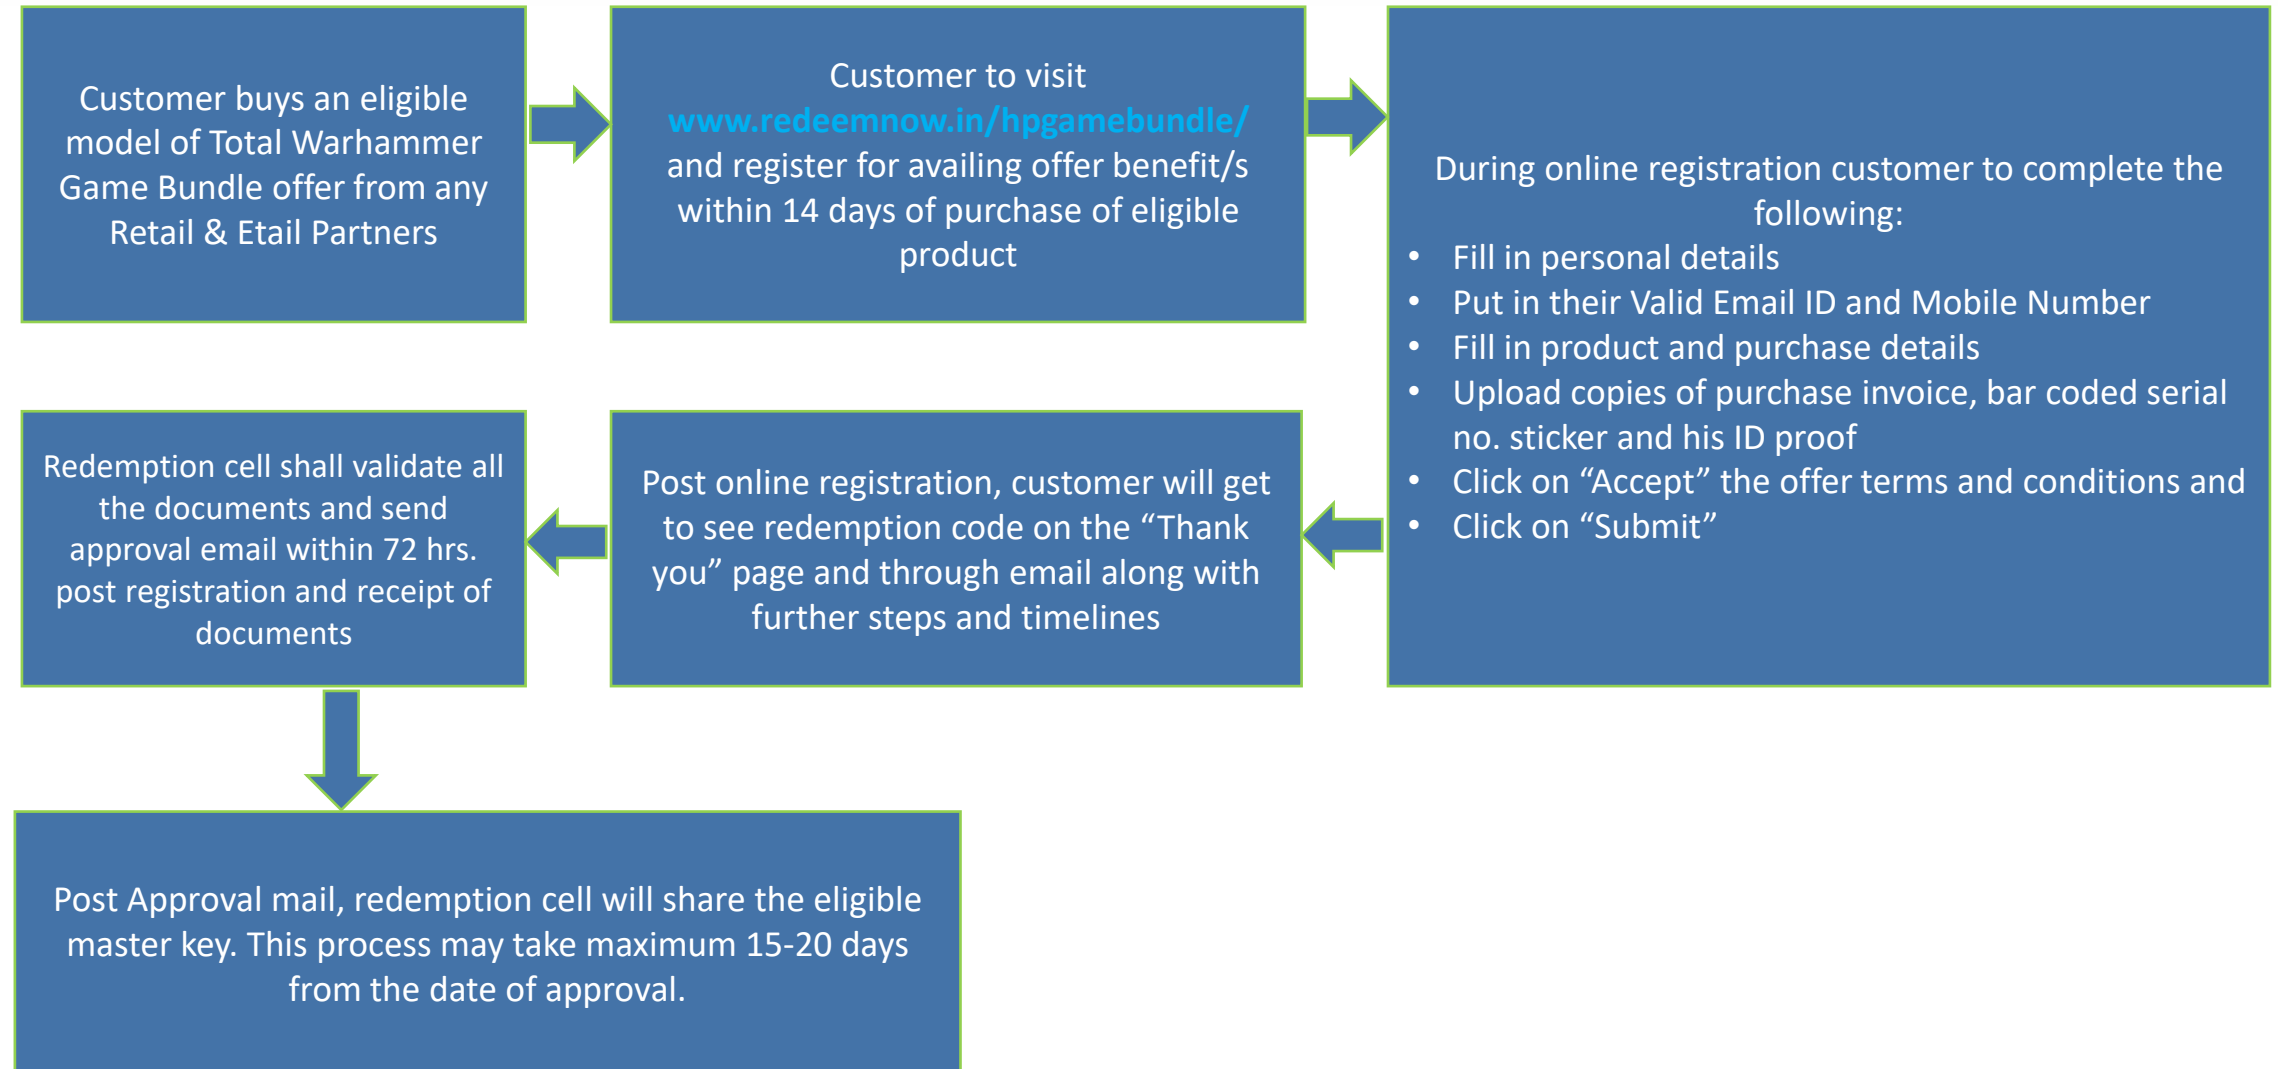 Customer buys an eligible
model of Total Warhammer
Game Bundle offer from any
Retail & Etail Partners
Customer to visit
www.redeemnow.in/hpgamebundle/
and register for availing offer benefit/s
within 14 days of purchase of eligible
product
During online registration customer to complete the
following:
• Fill in personal details
• Put in their Valid Email ID and Mobile Number
• Fill in product and purchase details
• Upload copies of purchase invoice, bar coded serial
no. sticker and his ID proof
• Click on “Accept” the offer terms and conditions and
• Click on “Submit”
Post online registration, customer will get
to see redemption code on the “Thank
you” page and through email along with
further steps and timelines
Redemption cell shall validate all
the documents and send
approval email within 72 hrs.
post registration and receipt of
documents
Post Approval mail, redemption cell will share the eligible
master key. This process may take maximum 15-20 days
from the date of approval.